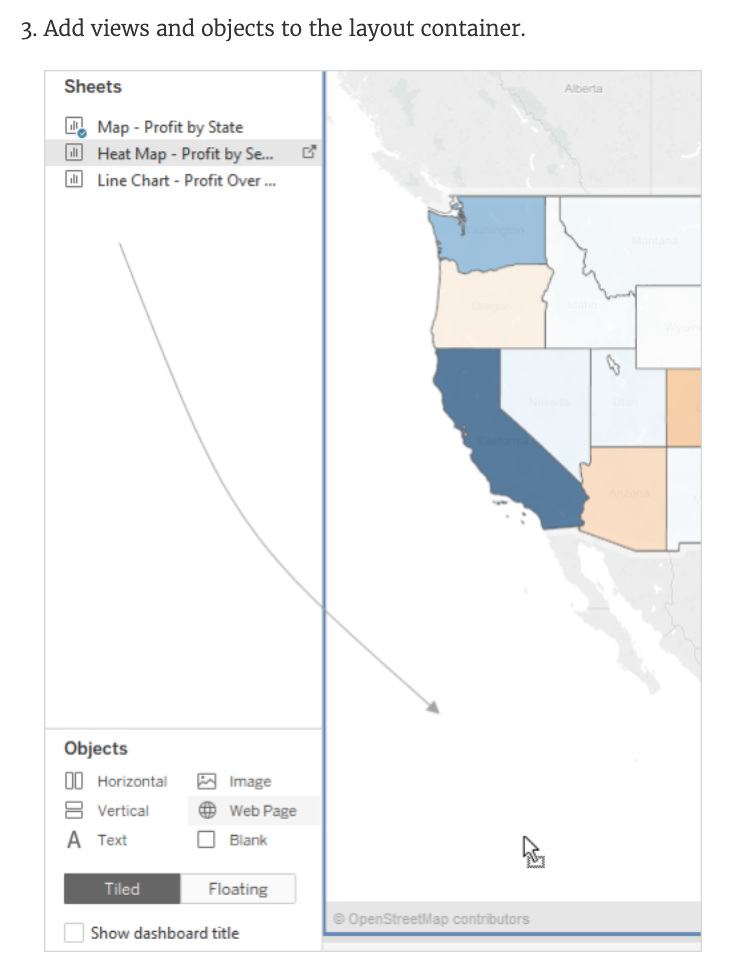 3. Add views and objects to the layout container.
Sheets
Map - Profit by State
Heat Map - Profit by Se...
Line Chart - Profit Over ...
Alberta
Washington
Montana
Oregon
Idaho
Nevada
Utah
California
Arizona
Objects
Horizontal
Image
Vertical
Web Page
A Text
Blank
Tiled
Floating
Show dashboard title
© OpenStreetMap contributors